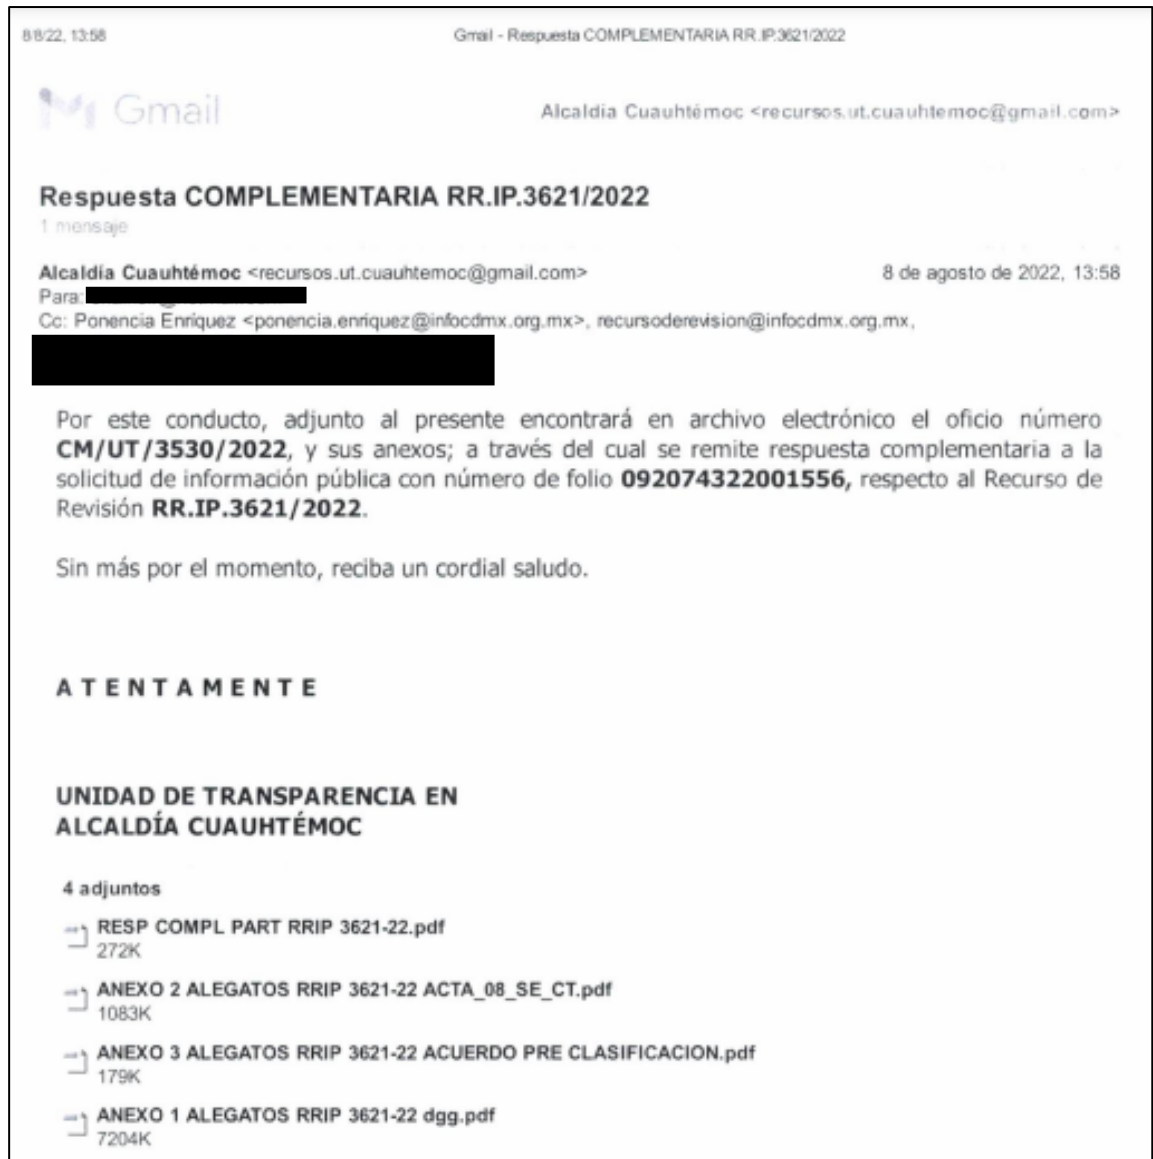 8/8/22, 13:58
Gmail - Respuesta COMPLEMENTARIA RR.IP.3621/2022
Gmail
Alcaldía Cuauhtémoc <recursos.ut.cuauhtemoc@gmail.com>
Respuesta COMPLEMENTARIA RR.IP.3621/2022
1 mensaje
Alcaldía Cuauhtémoc <recursos.ut.cuauhtemoc@gmail.com>
8 de agosto de 2022, 13:58
Para:
Cc: Ponencia Enríquez <ponencia.enriquez@infocdmx.org.mx>, recursoderevision@infocdmx.org.mx,
Por este conducto, adjunto al presente encontrará en archivo electrónico el oficio número
CM/UT/3530/2022, y sus anexos; a través del cual se remite respuesta complementaria a la
solicitud de información pública con número de folio 092074322001556, respecto al Recurso de
Revisión RR.IP.3621/2022.
Sin más por el momento, reciba un cordial saludo.
A T E N T A M E N T E
UNIDAD DE TRANSPARENCIA EN
ALCALDÍA CUAUHTÉMOC
4 adjuntos
RESP COMPL PART RRIP 3621-22.pdf
272K
ANEXO 2 ALEGATOS RRIP 3621-22 ACTA_08_SE_CT.pdf
1083K
ANEXO 3 ALEGATOS RRIP 3621-22 ACUERDO PRE CLASIFICACION.pdf
179K
ANEXO 1 ALEGATOS RRIP 3621-22 dgg.pdf
7204K